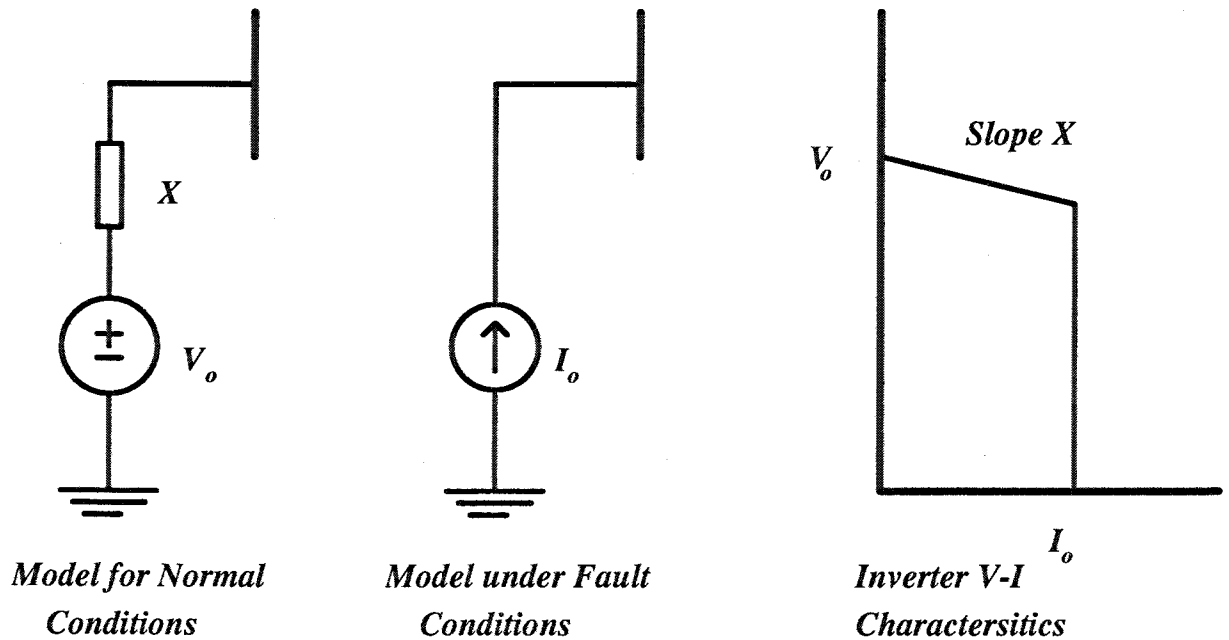 X
V_o
Model for Normal
Conditions
I_o
Model under Fault
Conditions
Slope X
V_o
I_o
Inverter V-I
Charactersitics